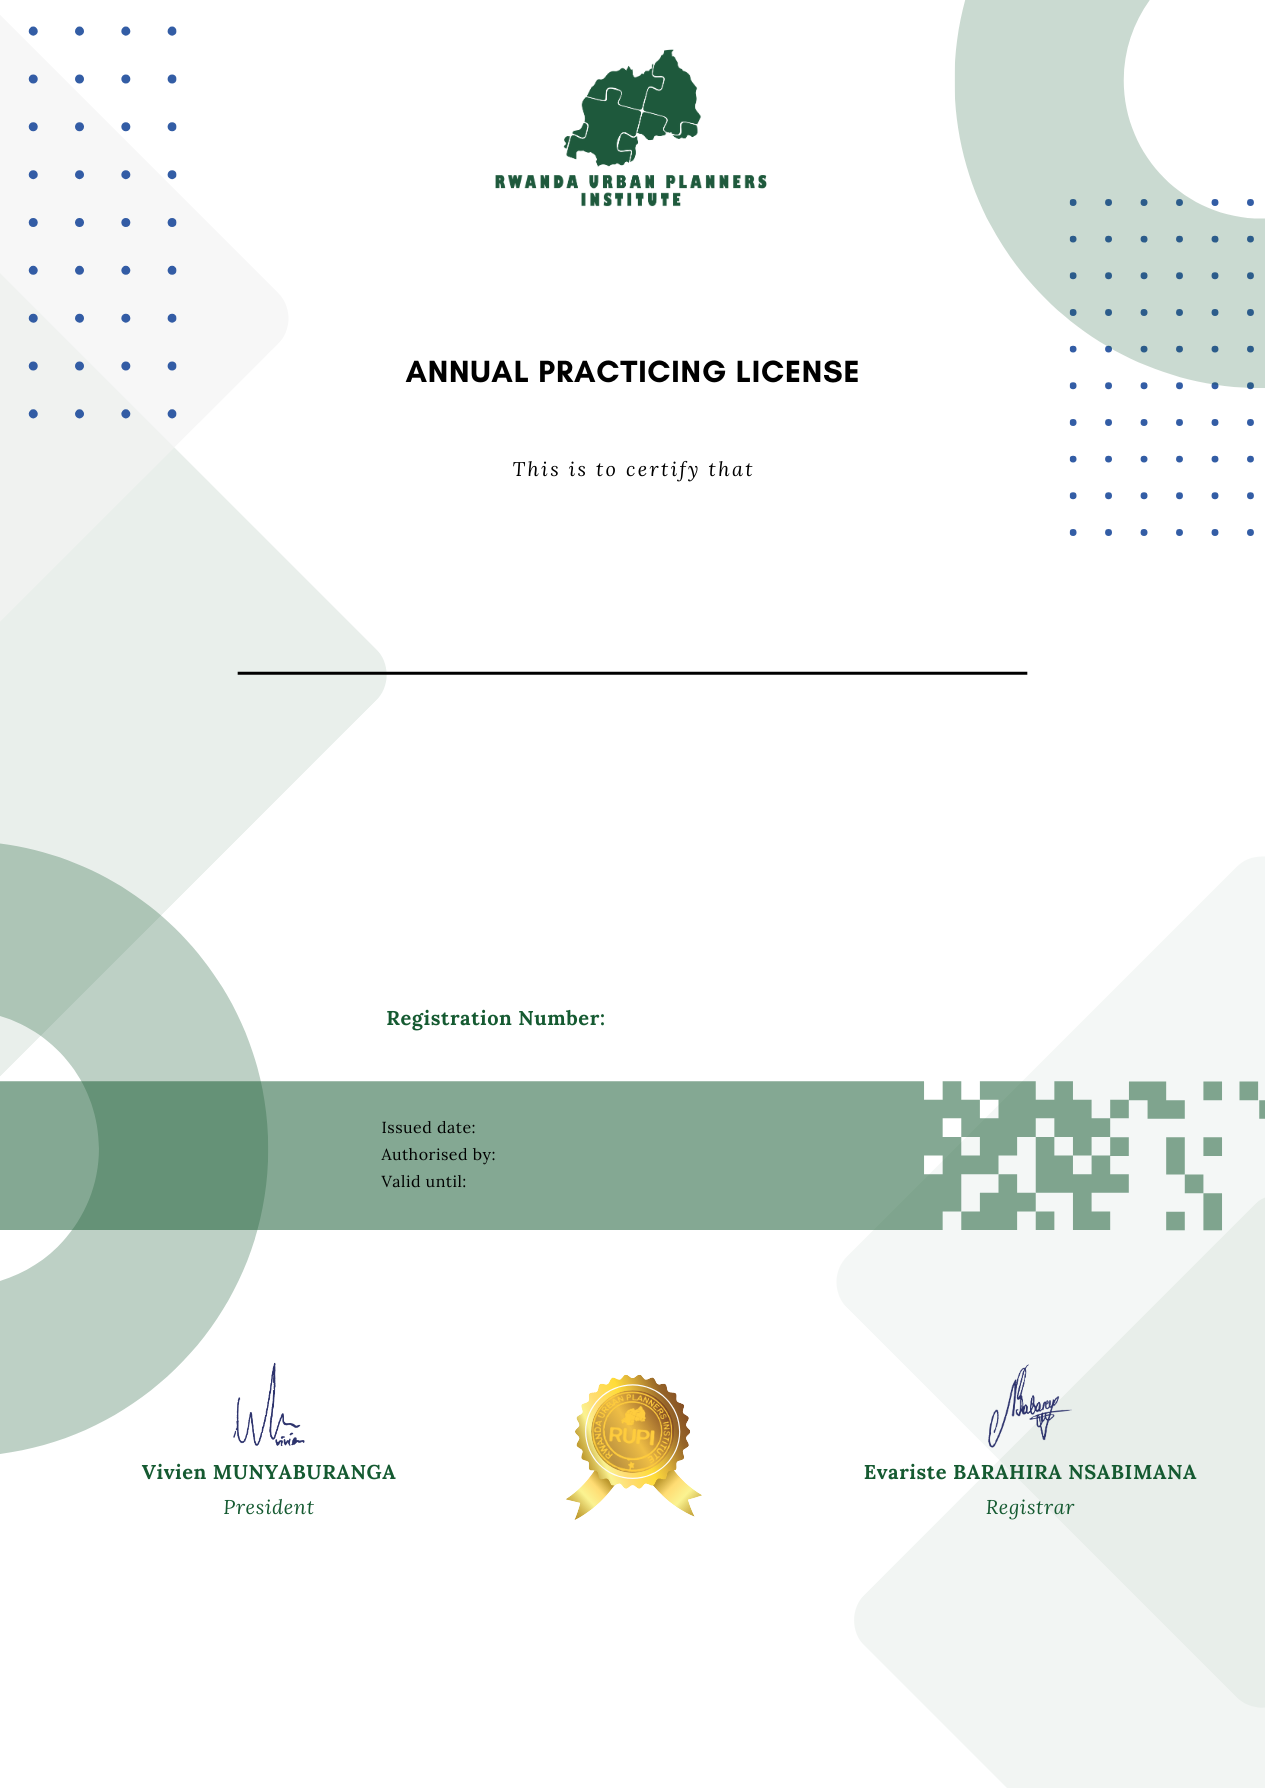 RWANDA URBAN PLANNERS
INSTITUTE
ANNUAL PRACTICING LICENSE
This is to certify that
Registration Number:
Issued date:
Authorised by:
Valid until:
vivien
RWANDA URBAN PLANNERS INSTITUTE
RUPI
Vivien MUNYABURANGA
President
Evariste BARAHIRA NSABIMANA
Registrar